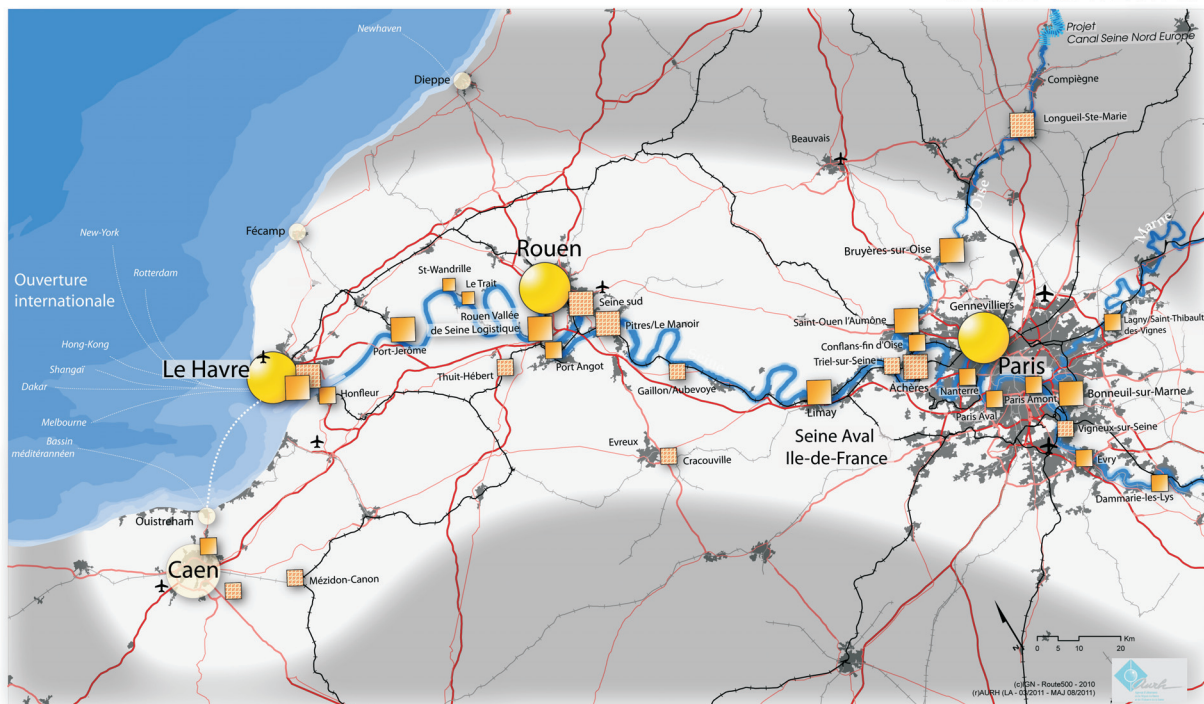 Projet
Canal Seine Nord Europe
Newhaven
Dieppe
Compiègne
Longueil-Ste-Marie
Beauvais
Oise
Marne
New-York
Fécamp
Rotterdam
Rouen
Bruyères-sur-Oise
Ouverture
internationale
St-Wandrille
Le Trait
Seine sud
Gennevilliers
Rouen Vallée
de Seine Logistique
Pitres/Le Manoir
Saint-Ouen l'Aumône
Lagny/Saint-Thibault
des Vignes
Hong-Kong
Port-Jérôme
Conflans-fin d'Oise
Shangaï
Le Havre
Port Angot
Triel-sur-Seine
Paris
Thuit-Hébert
Gaillon/Aubevoye
Achères
Nanterre
Dakar
Honfleur
Limay
Paris Amont
Bonneuil-sur-Marne
Paris Aval
Melbourne
Vigneux-sur-Seine
Bassin
méditérannéen
Evreux
Seine Aval
Ile-de-France
Cracouville
Evry
Dammarie-les-Lys
Ouistreham
Caen
Mézidon-Canon
N
Km
0 5 10 20
(c)IGN - Route500 - 2010
(r)AURH (LA - 03/2011 - MAJ 08/2011)
aurh